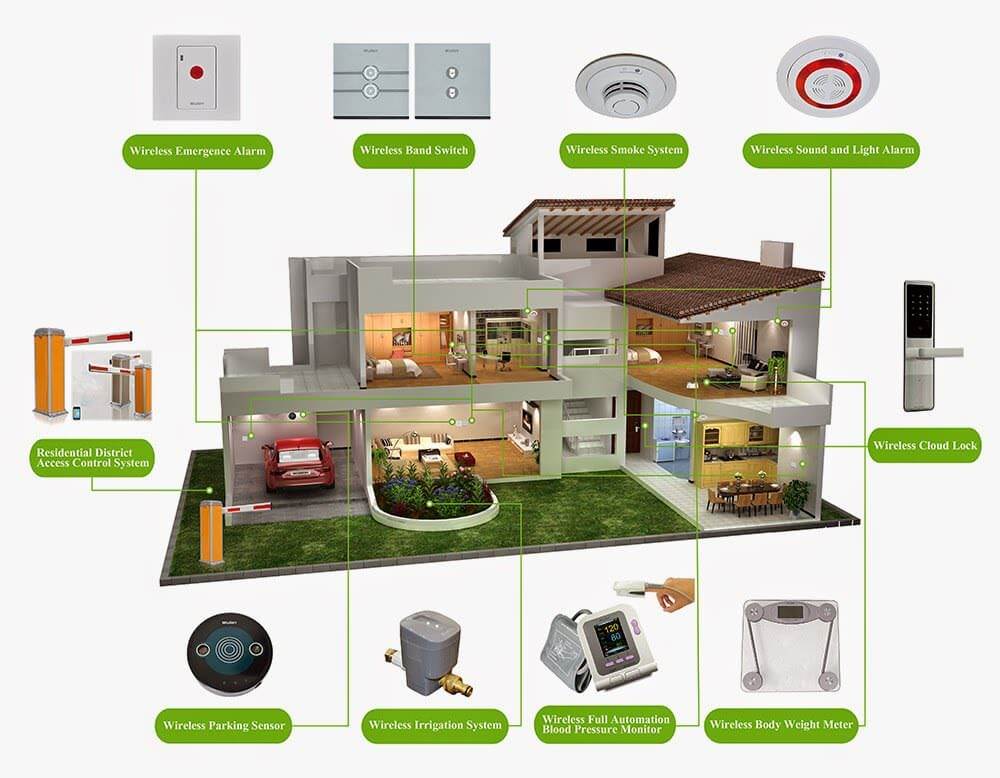 Wireless Emergence Alarm
Wireless Band Switch
Wireless Smoke System
Wireless Sound and Light Alarm
Residential District
Access Control System
Wireless Cloud Lock
120
80
Wireless Parking Sensor
Wireless Irrigation System
Wireless Full Automation
Blood Pressure Monitor
Wireless Body Weight Meter